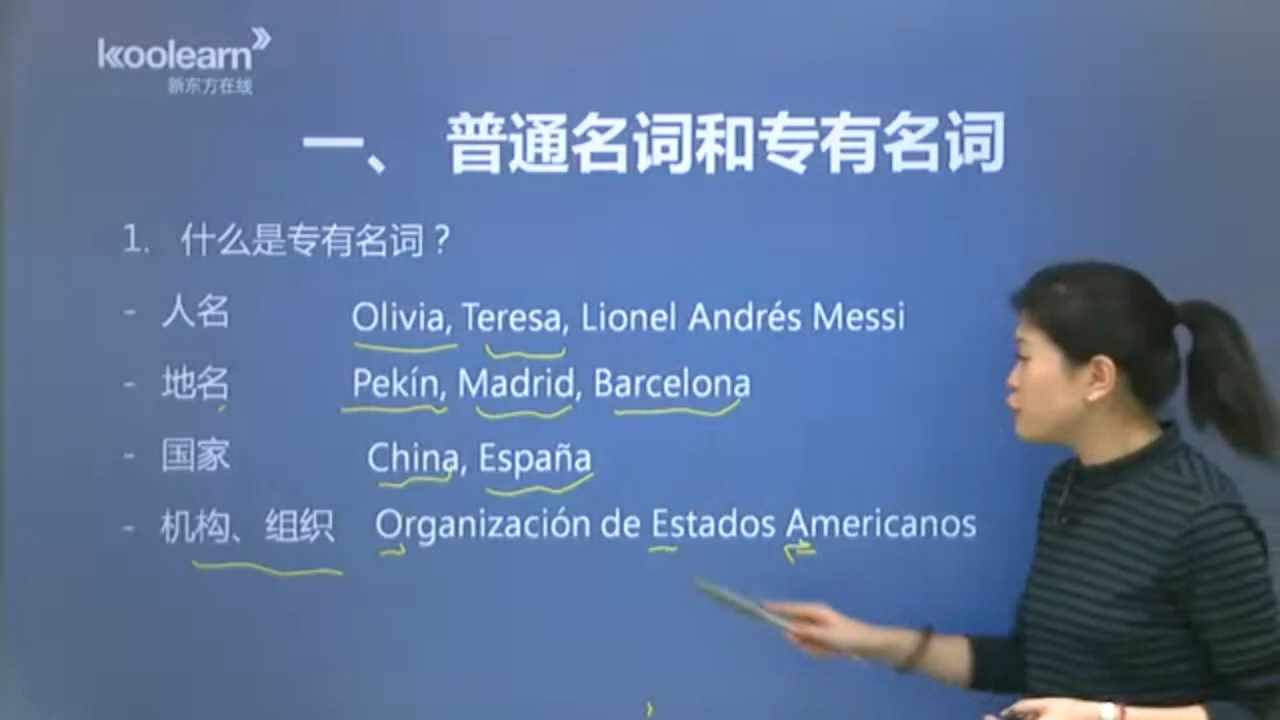 koolearn
新东方在线
一、 普通名词和专有名词
1. 什么是专有名词？
- 人名 Olivia, Teresa, Lionel Andrés Messi
- 地名 Pekín, Madrid, Barcelona
- 国家 China, España
- 机构、组织 Organización de Estados Americanos